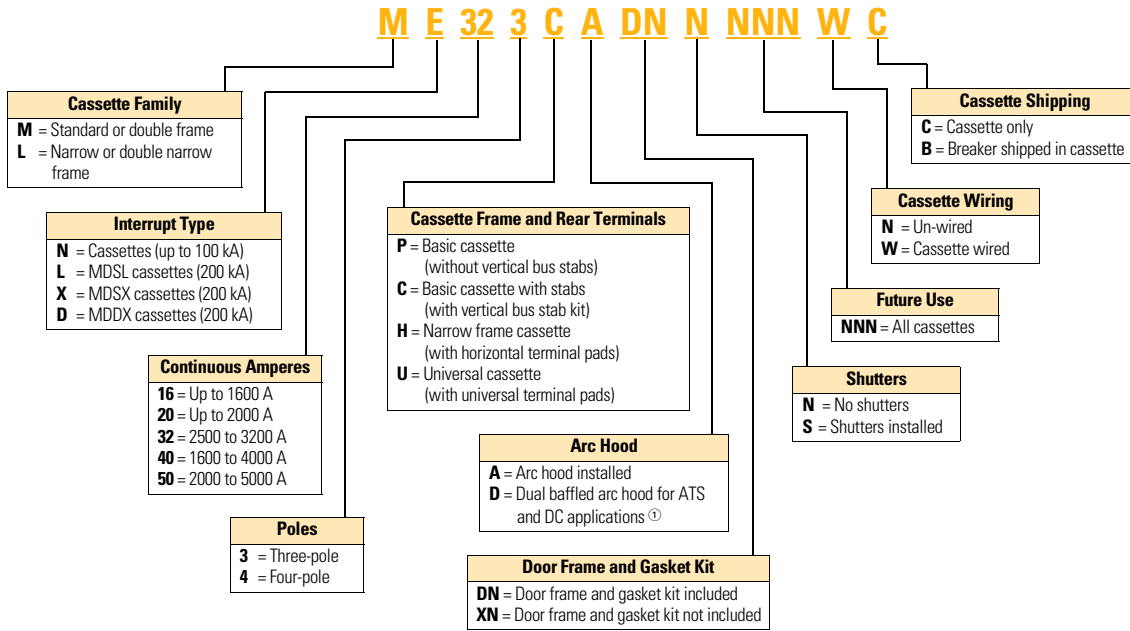 M E 32 3 C A DN N NNN W C
Cassette Family
M = Standard or double frame
L = Narrow or double narrow
frame
Interrupt Type
N = Cassettes (up to 100 kA)
L = MDSL cassettes (200 kA)
X = MDSX cassettes (200 kA)
D = MDDX cassettes (200 kA)
Continuous Amperes
16 = Up to 1600 A
20 = Up to 2000 A
32 = 2500 to 3200 A
40 = 1600 to 4000 A
50 = 2000 to 5000 A
Poles
3 = Three-pole
4 = Four-pole
Cassette Frame and Rear Terminals
P = Basic cassette
(without vertical bus stabs)
C = Basic cassette with stabs
(with vertical bus stab kit)
H = Narrow frame cassette
(with horizontal terminal pads)
U = Universal cassette
(with universal terminal pads)
Arc Hood
A = Arc hood installed
D = Dual baffled arc hood for ATS
and DC applications ①
Door Frame and Gasket Kit
DN = Door frame and gasket kit included
XN = Door frame and gasket kit not included
Shutters
N = No shutters
S = Shutters installed
Future Use
NNN = All cassettes
Cassette Wiring
N = Un-wired
W = Cassette wired
Cassette Shipping
C = Cassette only
B = Breaker shipped in cassette